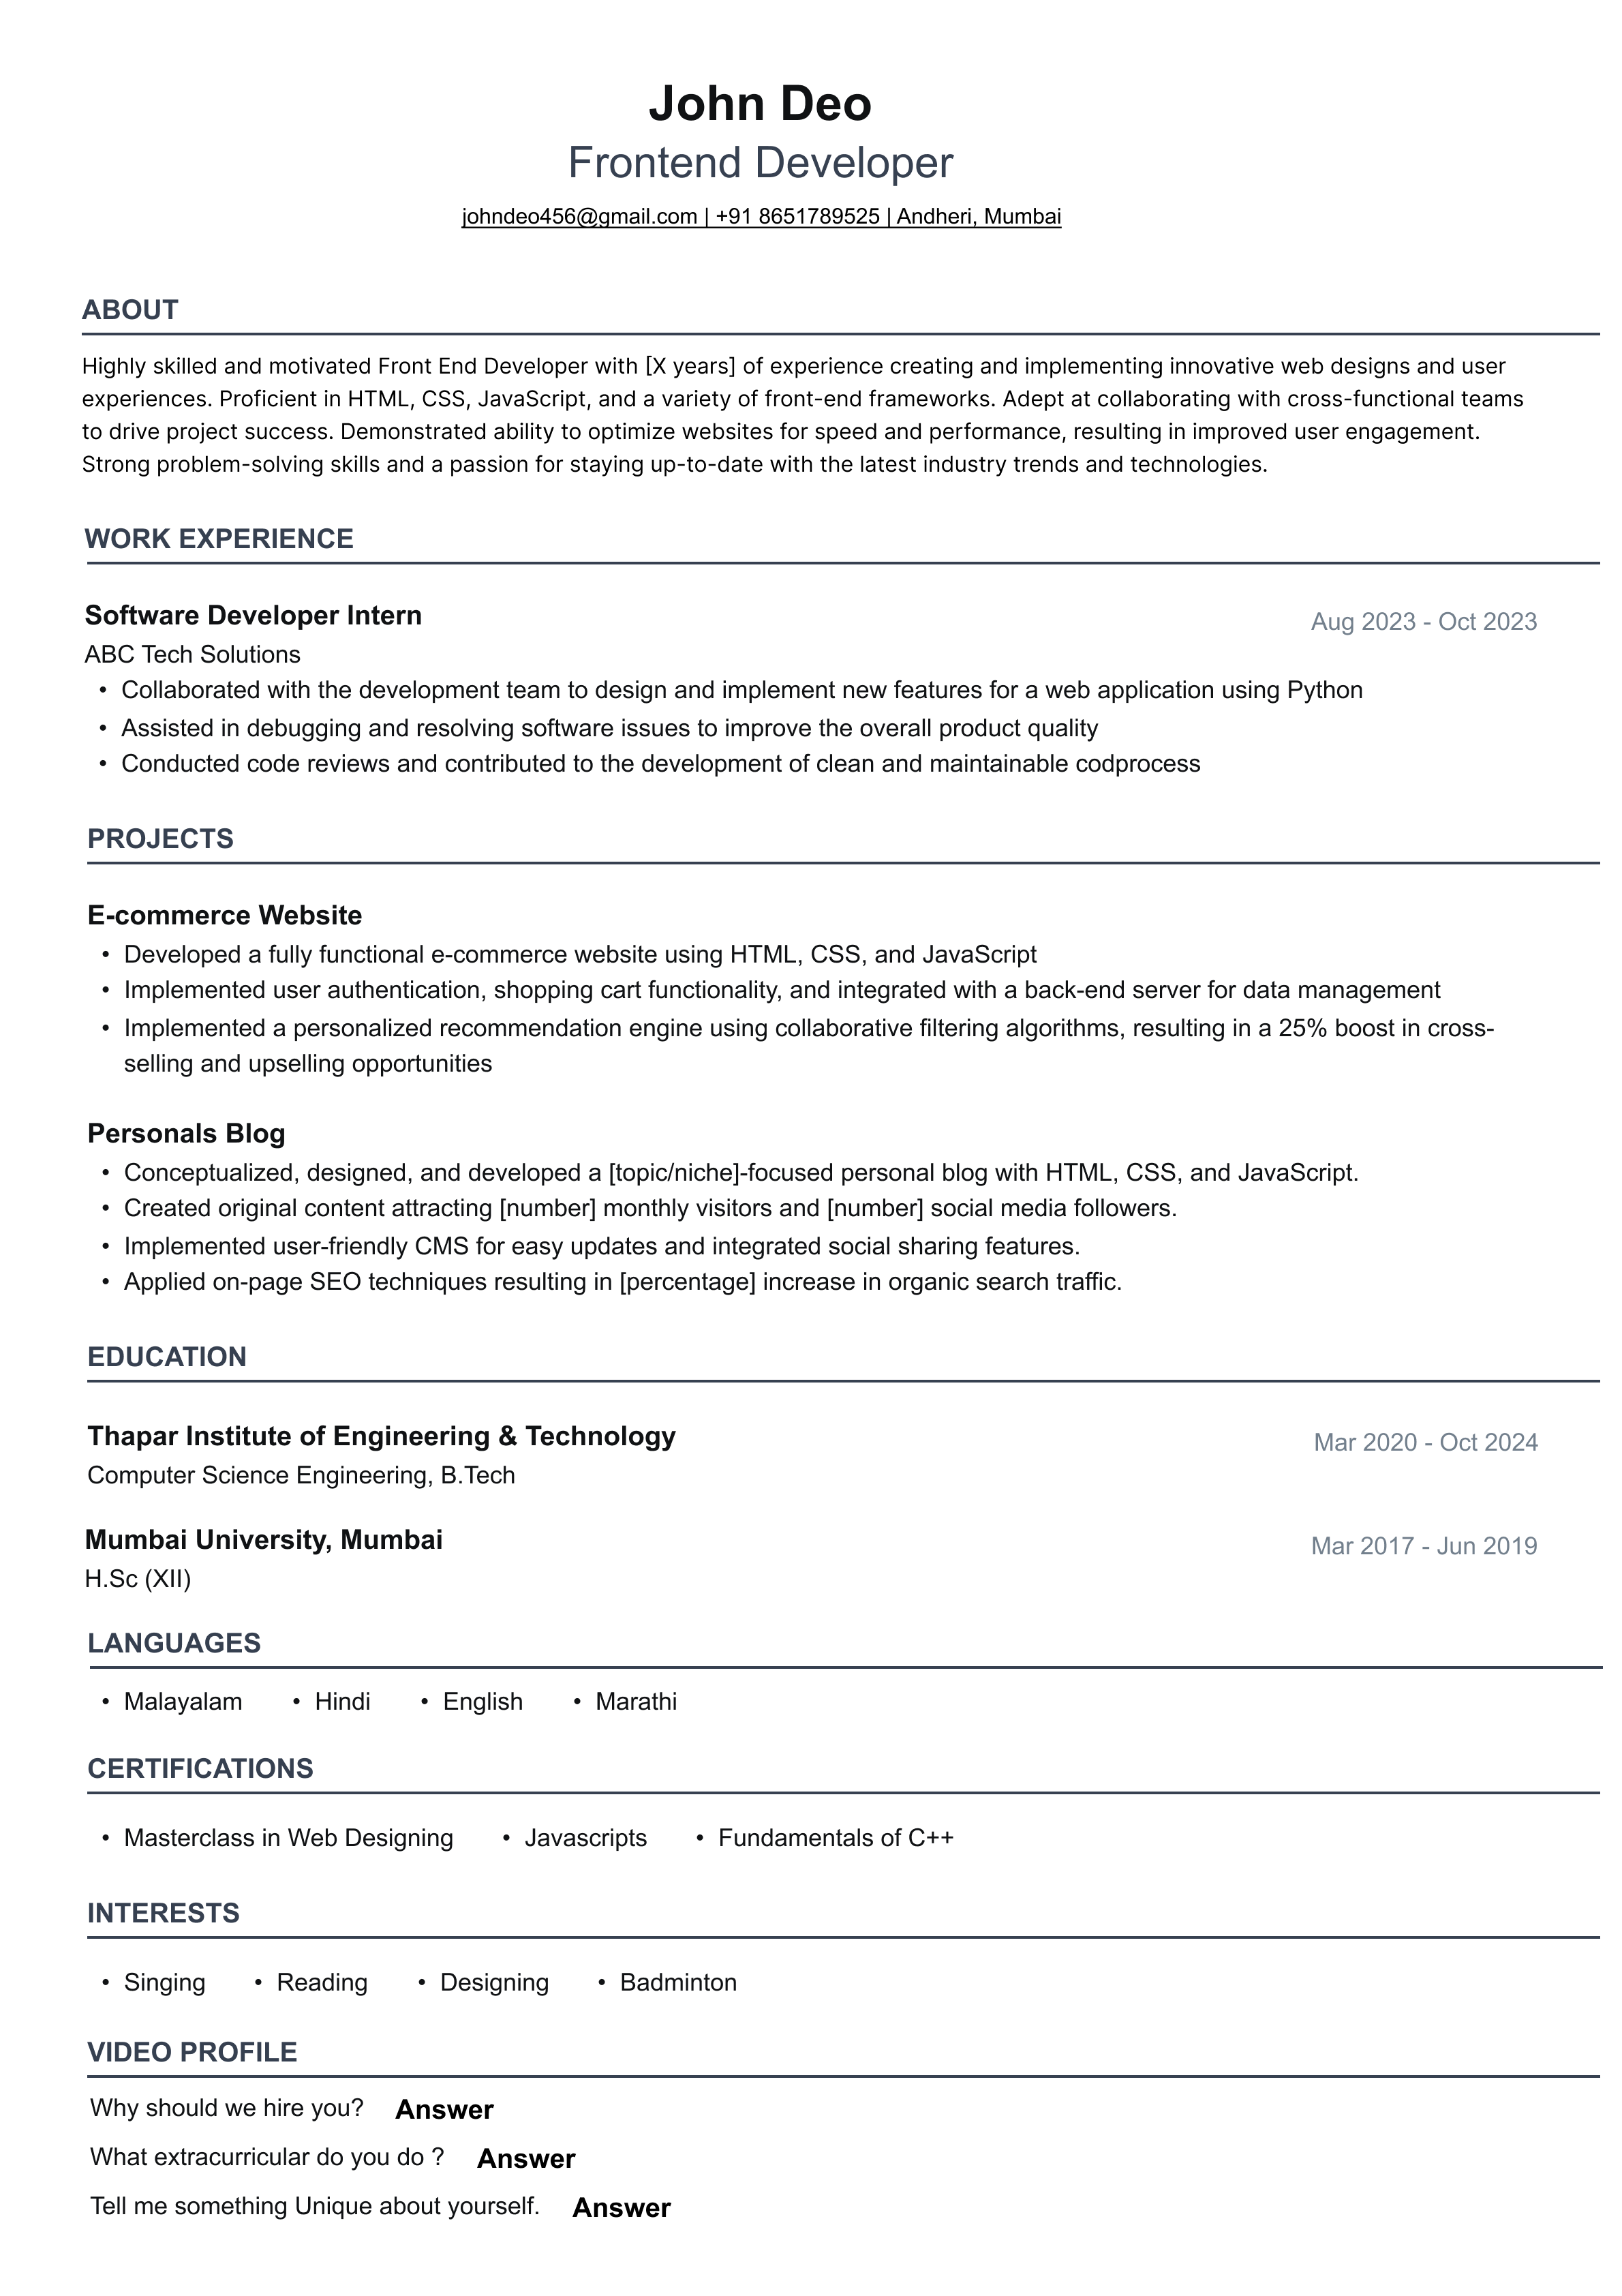 John Deo
Frontend Developer
johndeo456@gmail.com | +91 8651789525 | Andheri, Mumbai
ABOUT
Highly skilled and motivated Front End Developer with [X years] of experience creating and implementing innovative web designs and user
experiences. Proficient in HTML, CSS, JavaScript, and a variety of front-end frameworks. Adept at collaborating with cross-functional teams
to drive project success. Demonstrated ability to optimize websites for speed and performance, resulting in improved user engagement.
Strong problem-solving skills and a passion for staying up-to-date with the latest industry trends and technologies.
WORK EXPERIENCE
Software Developer Intern Aug 2023 - Oct 2023
ABC Tech Solutions
• Collaborated with the development team to design and implement new features for a web application using Python
• Assisted in debugging and resolving software issues to improve the overall product quality
• Conducted code reviews and contributed to the development of clean and maintainable codprocess
PROJECTS
E-commerce Website
• Developed a fully functional e-commerce website using HTML, CSS, and JavaScript
• Implemented user authentication, shopping cart functionality, and integrated with a back-end server for data management
• Implemented a personalized recommendation engine using collaborative filtering algorithms, resulting in a 25% boost in cross-
selling and upselling opportunities
Personals Blog
• Conceptualized, designed, and developed a [topic/niche]-focused personal blog with HTML, CSS, and JavaScript.
• Created original content attracting [number] monthly visitors and [number] social media followers.
• Implemented user-friendly CMS for easy updates and integrated social sharing features.
• Applied on-page SEO techniques resulting in [percentage] increase in organic search traffic.
EDUCATION
Thapar Institute of Engineering & Technology Mar 2020 - Oct 2024
Computer Science Engineering, B.Tech
Mumbai University, Mumbai Mar 2017 - Jun 2019
H.Sc (XII)
LANGUAGES
• Malayalam • Hindi • English • Marathi
CERTIFICATIONS
• Masterclass in Web Designing • Javascripts • Fundamentals of C++
INTERESTS
• Singing • Reading • Designing • Badminton
VIDEO PROFILE
Why should we hire you? Answer
What extracurricular do you do ? Answer
Tell me something Unique about yourself. Answer